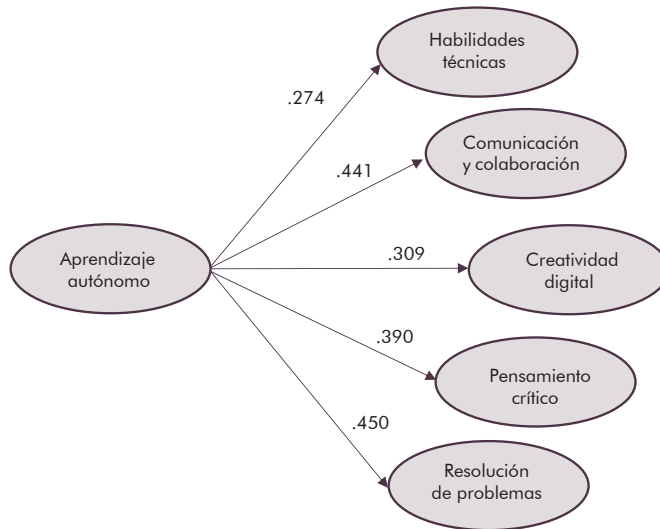 Habilidades
técnicas
.274
Comunicación
y colaboración
.441
Aprendizaje
autónomo
.309
Creatividad
digital
.390
Pensamiento
crítico
.450
Resolución
de problemas